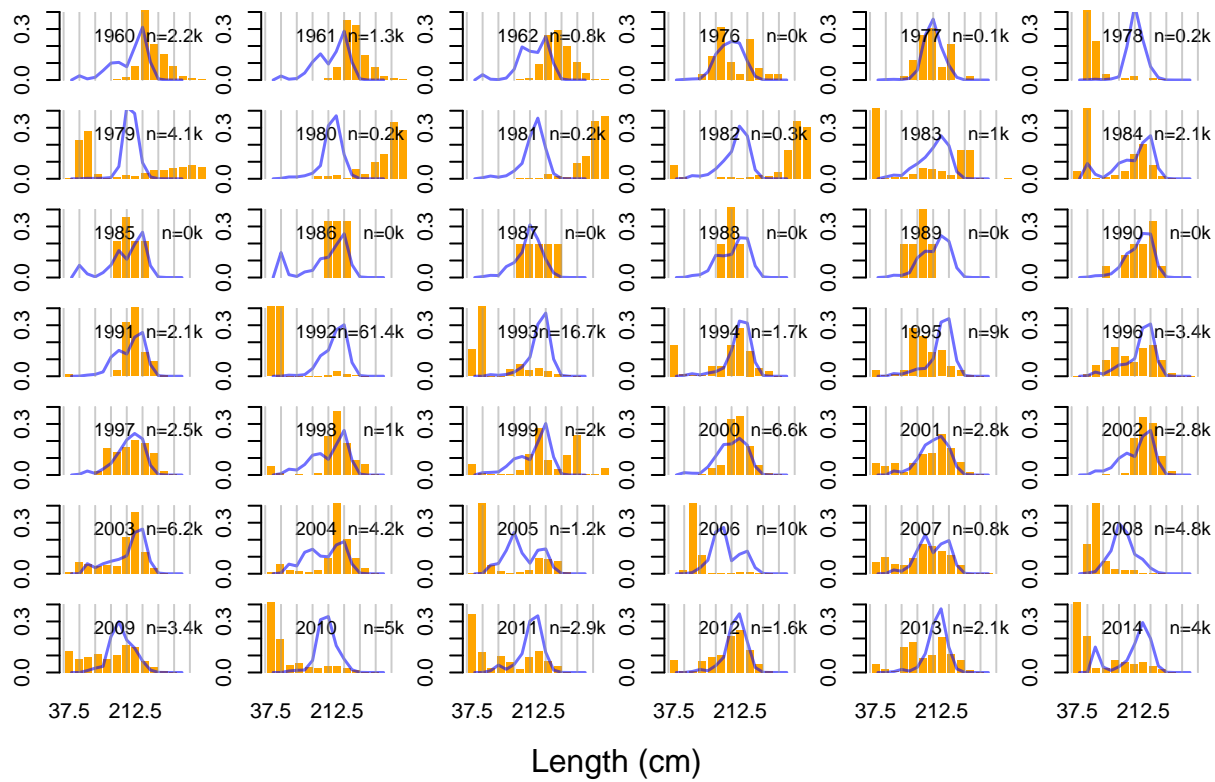 1960 n=2.2k 1961 n=1.3k 1962 n=0.8k 1976 n=0k 1977 n=0.1k 1978 n=0.2k
0.0 0.3 0.0 0.3 0.0 0.3 0.0 0.3 0.0 0.3 0.0 0.3
1979 n=4.1k 1980 n=0.2k 1981 n=0.2k 1982 n=0.3k 1983 n=1k 1984 n=2.1k
0.0 0.3 0.0 0.3 0.0 0.3 0.0 0.3 0.0 0.3 0.0 0.3
1985 n=0k 1986 n=0k 1987 n=0k 1988 n=0k 1989 n=0k 1990 n=0k
0.0 0.3 0.0 0.3 0.0 0.3 0.0 0.3 0.0 0.3 0.0 0.3
1991 n=2.1k 1992 n=61.4k 1993 n=16.7k 1994 n=1.7k 1995 n=9k 1996 n=3.4k
0.0 0.3 0.0 0.3 0.0 0.3 0.0 0.3 0.0 0.3 0.0 0.3
1997 n=2.5k 1998 n=1k 1999 n=2k 2000 n=6.6k 2001 n=2.8k 2002 n=2.8k
0.0 0.3 0.0 0.3 0.0 0.3 0.0 0.3 0.0 0.3 0.0 0.3
2003 n=6.2k 2004 n=4.2k 2005 n=1.2k 2006 n=10k 2007 n=0.8k 2008 n=4.8k
0.0 0.3 0.0 0.3 0.0 0.3 0.0 0.3 0.0 0.3 0.0 0.3
2009 n=3.4k 2010 n=5k 2011 n=2.9k 2012 n=1.6k 2013 n=2.1k 2014 n=4k
0.0 0.3 0.0 0.3 0.0 0.3 0.0 0.3 0.0 0.3 0.0 0.3
37.5 212.5 37.5 212.5 37.5 212.5 37.5 212.5 37.5 212.5 37.5 212.5
Length (cm)